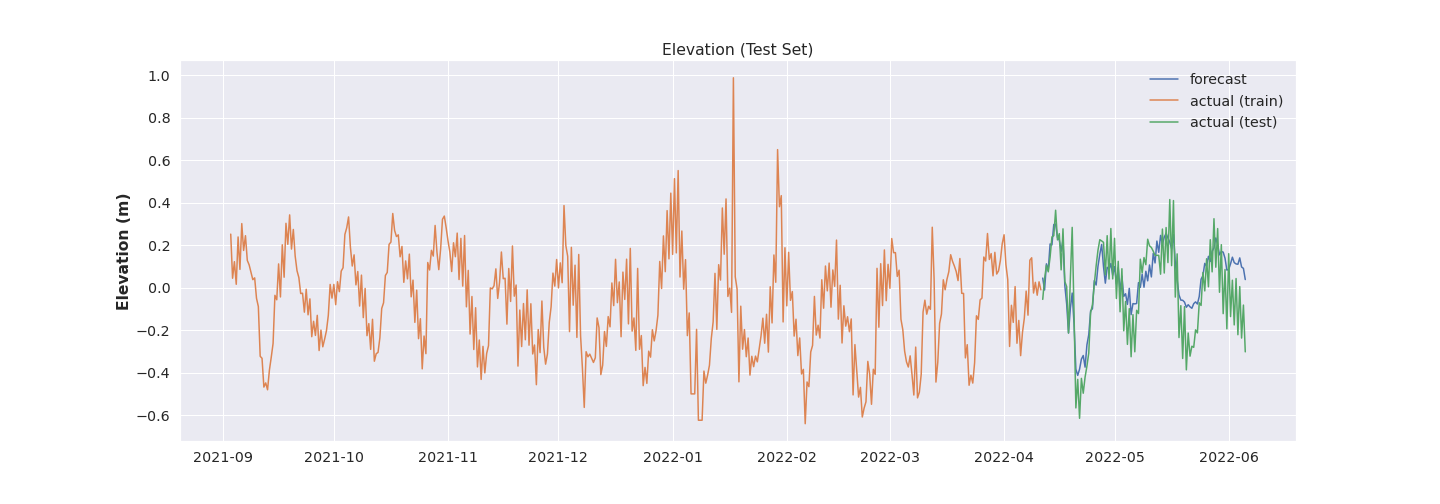 Elevation (Test Set)
Elevation (m)
1.0
0.8
0.6
0.4
0.2
0.0
−0.2
−0.4
−0.6
forecast
actual (train)
actual (test)
2021-09 2021-10 2021-11 2021-12 2022-01 2022-02 2022-03 2022-04 2022-05 2022-06